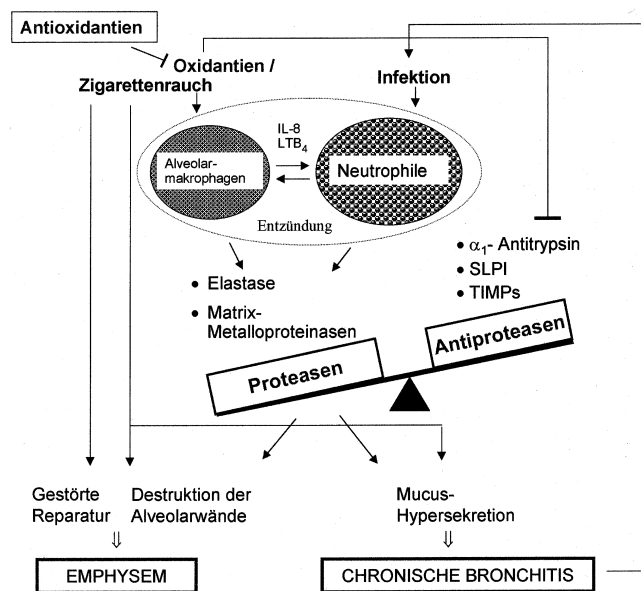 Antioxidantien
Oxidantien /
Zigarettenrauch
Infektion
IL-8
LTB4
Alveolar-
makrophagen
Neutrophile
Entzündung
• Elastase
• Matrix-
Metalloproteinasen
• α1- Antitrypsin
• SLPI
• TIMPs
Proteasen
Antiproteasen
Gestörte
Reparatur
Destruktion der
Alveolarwände
Mucus-
Hypersekretion
EMPHYSEM
CHRONISCHE BRONCHITIS